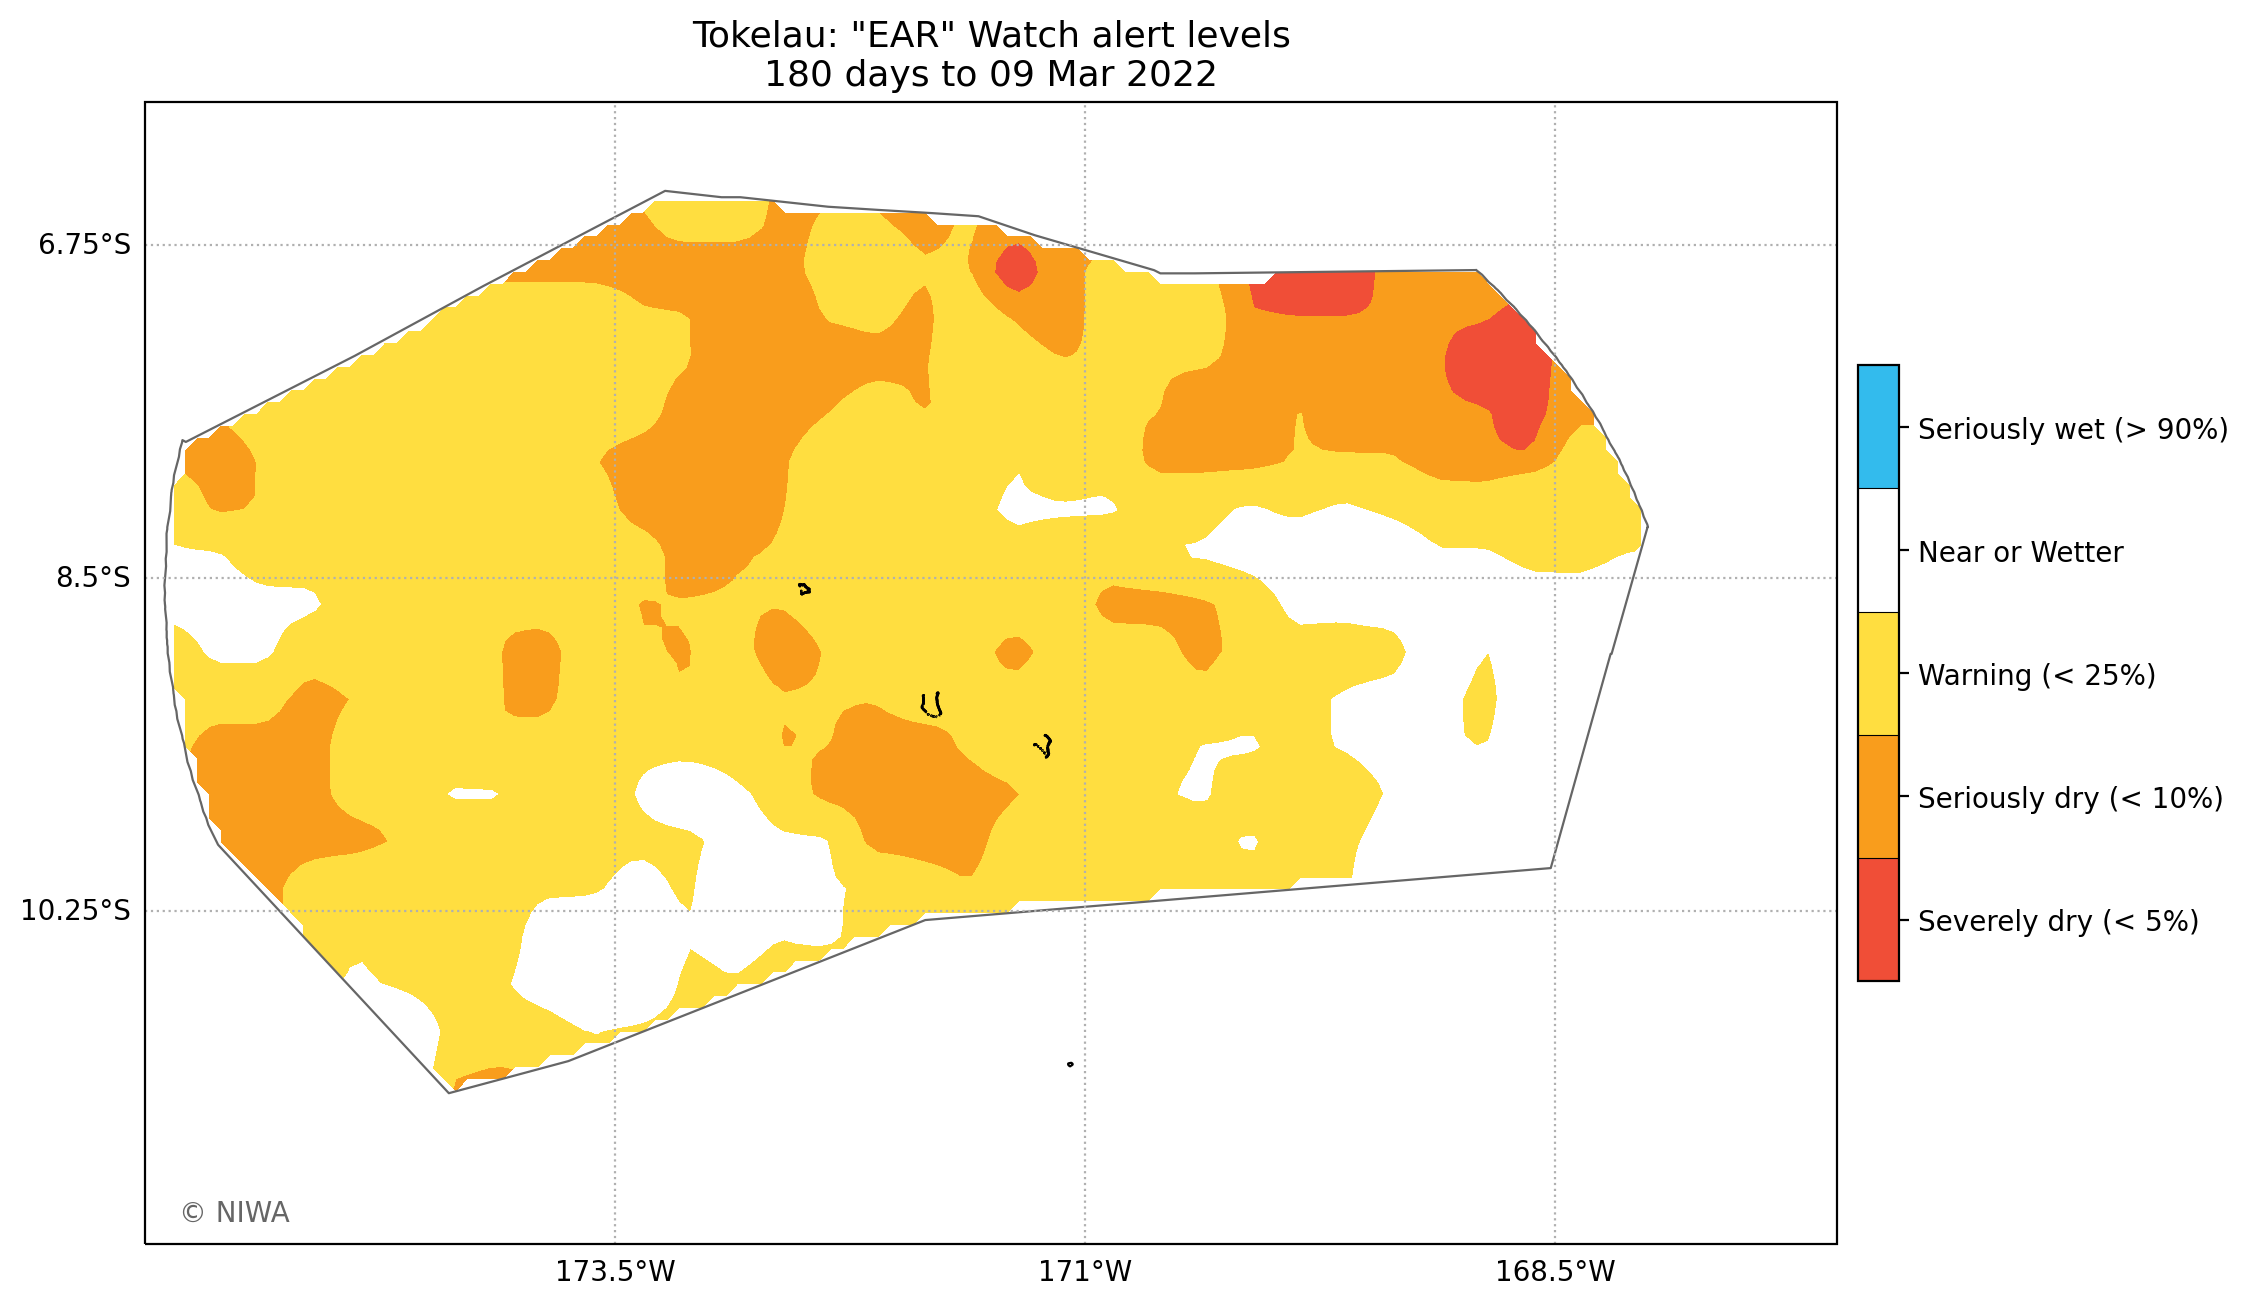 Tokelau: "EAR" Watch alert levels
180 days to 09 Mar 2022
6.75°S
8.5°S
10.25°S
173.5°W
171°W
168.5°W
Seriously wet (> 90%)
Near or Wetter
Warning (< 25%)
Seriously dry (< 10%)
Severely dry (< 5%)
© NIWA